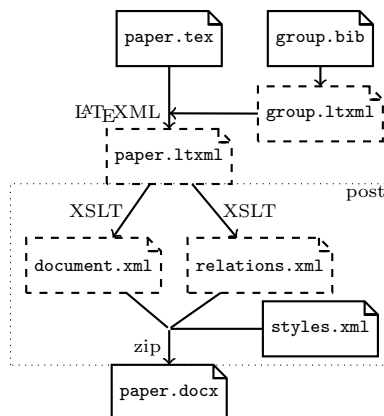 paper.tex
group.bib
LATEXML
group.ltxml
paper.ltxml
post
XSLT
XSLT
document.xml
relations.xml
styles.xml
zip
paper.docx